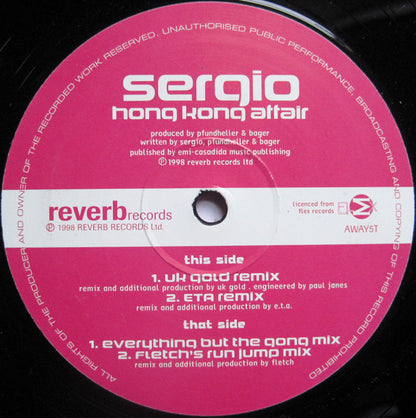 ALL RIGHTS OF THE PRODUCER AND OWNER OF THE RECORDED WORK RESERVED. UNAUTHORISED PUBLIC PERFORMANCE, BROADCASTING AND COPYING OF THIS RECORD PROHIBITED
sergio
hong kong affair
produced by pfundheller & bager
written by sergio, pfundheller & bager
published by emi-casadida music publishing
℗ 1998 reverb records ltd
reverb records
℗ 1998 REVERB RECORDS Ltd.
licenced from
flex records
AWAY5T
this side
1. uk gold remix
remix and additional production by uk gold . engineered by paul janes
2. ETA remix
remix and additional production by e.t.a.
that side
1. everything but the gong mix
2. fletch's run jump mix
remix and additional production by fletch